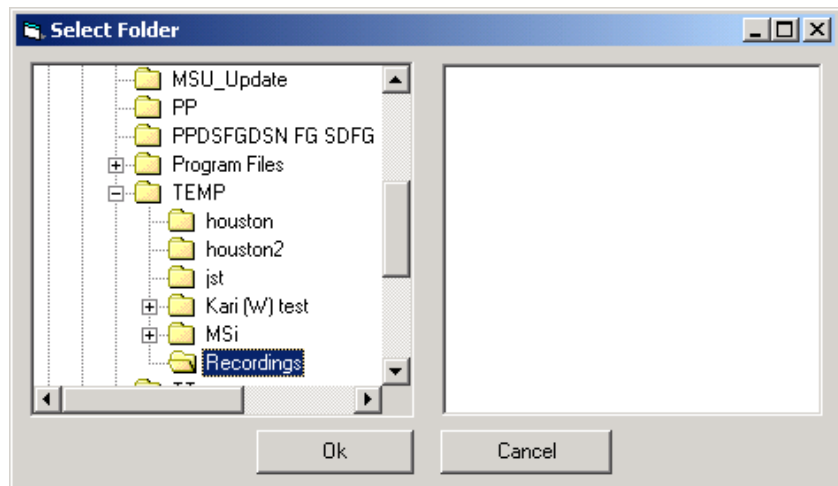 Select Folder
MSU_Update
PP
PPDSFGDSN FG SDFG
Program Files
TEMP
houston
houston2
jst
Kari (W) test
MSi
Recordings
Ok
Cancel